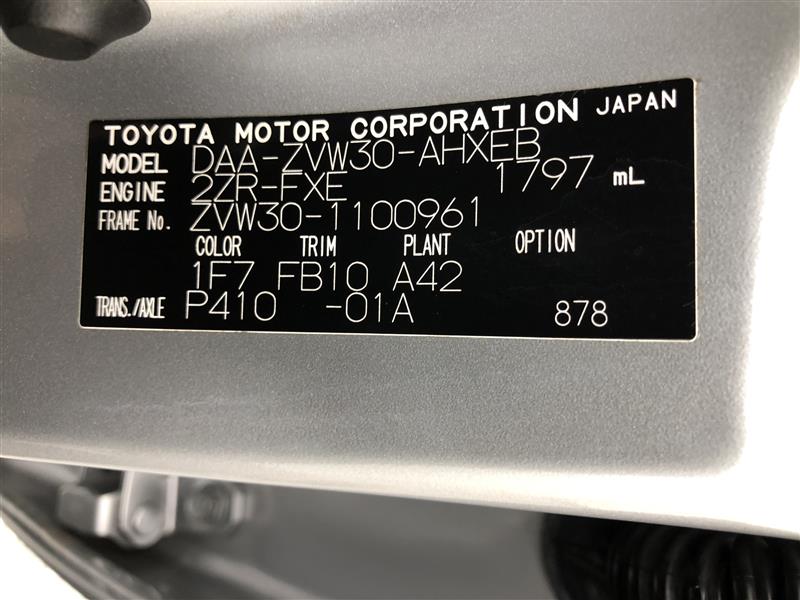 TOYOTA MOTOR CORPORATION JAPAN
MODEL DAA-ZVW30-AHXEB
ENGINE 2ZR-FXE 1797 mL
FRAME No. ZVW30-1100961
COLOR TRIM PLANT OPTION
1F7 FB10 A42
TRANS./AXLE P410 -01A 878